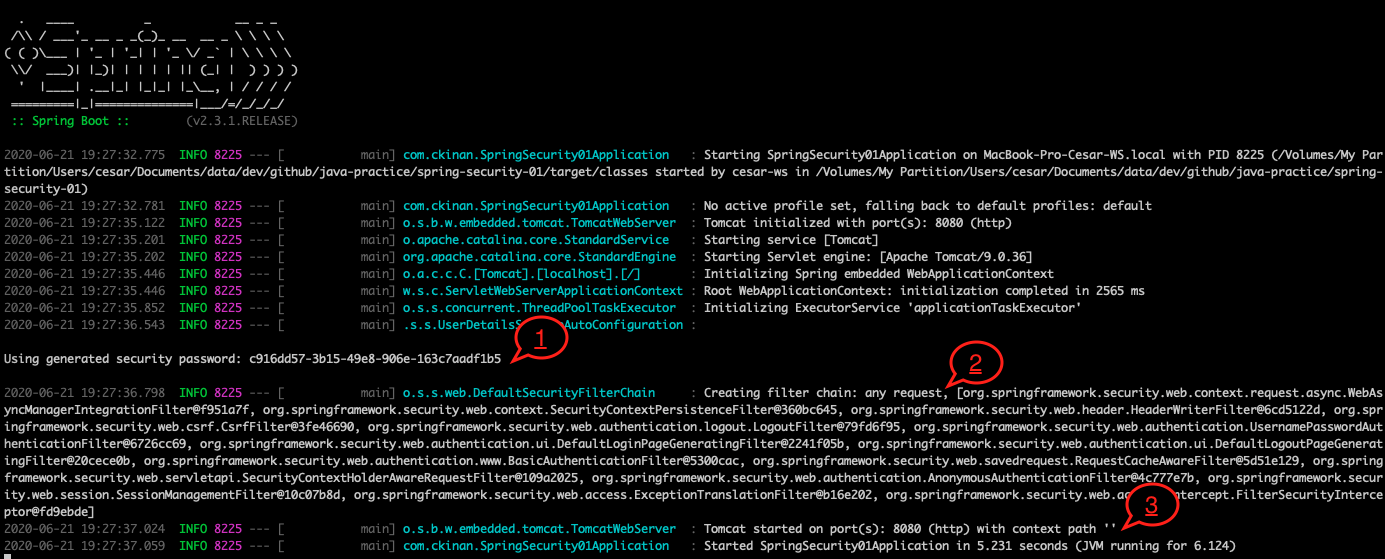 .   ____          _            __ _ _
 /\\ / ___'_ __ _ _(_)_ __  __ _ \ \ \ \
( ( )\___ | '_ | '_| | '_ \/ _` | \ \ \ \
 \\/  ___)| |_)| | | | | || (_| |  ) ) ) )
  '  |____| .__|_| |_|_| |_\__, | / / / /
 =========|_|==============|___/=/_/_/_/
 :: Spring Boot ::        (v2.3.1.RELEASE)
2020-06-21 19:27:32.775  INFO 8225 --- [           main] com.ckinan.SpringSecurity01Application   : Starting SpringSecurity01Application on MacBook-Pro-Cesar-WS.local with PID 8225 (/Volumes/My Par
tition/Users/cesar/Documents/data/dev/github/java-practice/spring-security-01/target/classes started by cesar-ws in /Volumes/My Partition/Users/cesar/Documents/data/dev/github/java-practice/spring-
security-01)
2020-06-21 19:27:32.781  INFO 8225 --- [           main] com.ckinan.SpringSecurity01Application   : No active profile set, falling back to default profiles: default
2020-06-21 19:27:35.122  INFO 8225 --- [           main] o.s.b.w.embedded.tomcat.TomcatWebServer  : Tomcat initialized with port(s): 8080 (http)
2020-06-21 19:27:35.201  INFO 8225 --- [           main] o.apache.catalina.core.StandardService   : Starting service [Tomcat]
2020-06-21 19:27:35.202  INFO 8225 --- [           main] org.apache.catalina.core.StandardEngine  : Starting Servlet engine: [Apache Tomcat/9.0.36]
2020-06-21 19:27:35.446  INFO 8225 --- [           main] o.a.c.c.C.[Tomcat].[localhost].[/]       : Initializing Spring embedded WebApplicationContext
2020-06-21 19:27:35.446  INFO 8225 --- [           main] w.s.c.ServletWebServerApplicationContext : Root WebApplicationContext: initialization completed in 2565 ms
2020-06-21 19:27:35.852  INFO 8225 --- [           main] o.s.s.concurrent.ThreadPoolTaskExecutor  : Initializing ExecutorService 'applicationTaskExecutor'
2020-06-21 19:27:36.543  INFO 8225 --- [           main] .s.s.UserDetailsS AutoConfiguration :
1
Using generated security password: c916dd57-3b15-49e8-906e-163c7aadf1b5
2
2020-06-21 19:27:36.798  INFO 8225 --- [           main] o.s.s.web.DefaultSecurityFilterChain     : Creating filter chain: any request, [org.springframework.security.web.context.request.async.WebAs
yncManagerIntegrationFilter@f951a7f, org.springframework.security.web.context.SecurityContextPersistenceFilter@360bc645, org.springframework.security.web.header.HeaderWriterFilter@6cd5122d, org.spr
ingframework.security.web.csrf.CsrfFilter@3fe46690, org.springframework.security.web.authentication.logout.LogoutFilter@79fd6f95, org.springframework.security.web.authentication.UsernamePasswordAut
henticationFilter@6726cc69, org.springframework.security.web.authentication.ui.DefaultLoginPageGeneratingFilter@2241f05b, org.springframework.security.web.authentication.ui.DefaultLogoutPageGenerat
ingFilter@20cece0b, org.springframework.security.web.authentication.www.BasicAuthenticationFilter@5300cac, org.springframework.security.web.savedrequest.RequestCacheAwareFilter@5d51e129, org.spring
framework.security.web.servletapi.SecurityContextHolderAwareRequestFilter@109a2025, org.springframework.security.web.authentication.AnonymousAuthenticationFilter@4c777e7b, org.springframework.secur
ity.web.session.SessionManagementFilter@10c07b8d, org.springframework.security.web.access.ExceptionTranslationFilter@b16e202, org.springframework.security.web.ac ntercept.FilterSecurityInterce
ptor@fd9ebde]
3
2020-06-21 19:27:37.024  INFO 8225 --- [           main] o.s.b.w.embedded.tomcat.TomcatWebServer  : Tomcat started on port(s): 8080 (http) with context path ''
2020-06-21 19:27:37.059  INFO 8225 --- [           main] com.ckinan.SpringSecurity01Application   : Started SpringSecurity01Application in 5.231 seconds (JVM running for 6.124)